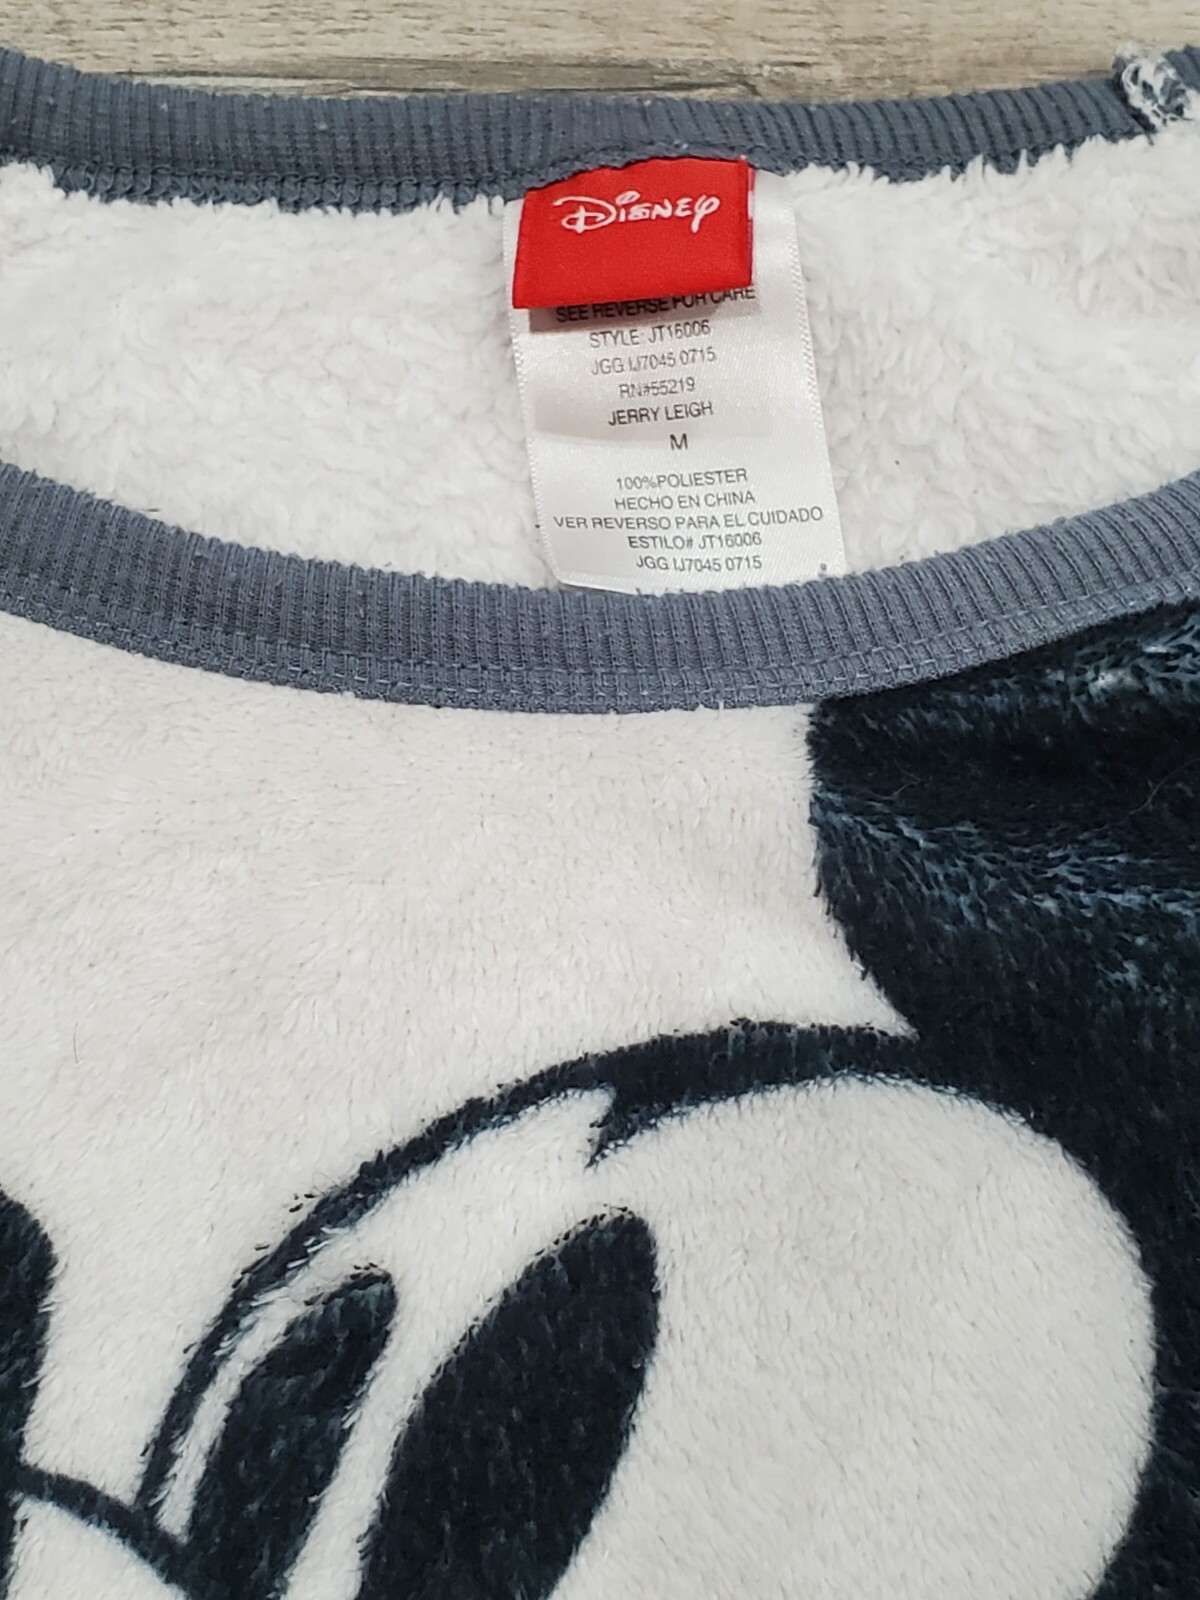 Disney
SEE REVERSE FOR CARE
STYLE: JT16006
JGG IJ7045 0715
RN#55219
JERRY LEIGH
M
100%POLIESTER
HECHO EN CHINA
VER REVERSO PARA EL CUIDADO
ESTILO# JT16006
JGG IJ7045 0715